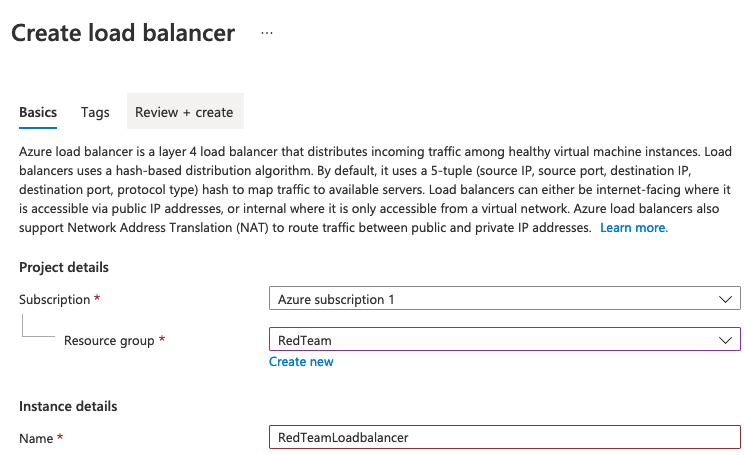 Create load balancer ...
Basics Tags Review + create
Azure load balancer is a layer 4 load balancer that distributes incoming traffic among healthy virtual machine instances. Load
balancers uses a hash-based distribution algorithm. By default, it uses a 5-tuple (source IP, source port, destination IP,
destination port, protocol type) hash to map traffic to available servers. Load balancers can either be internet-facing where it
is accessible via public IP addresses, or internal where it is only accessible from a virtual network. Azure load balancers also
support Network Address Translation (NAT) to route traffic between public and private IP addresses. Learn more.
Project details
Subscription * Azure subscription 1
Resource group * RedTeam
Create new
Instance details
Name * RedTeamLoadbalancer